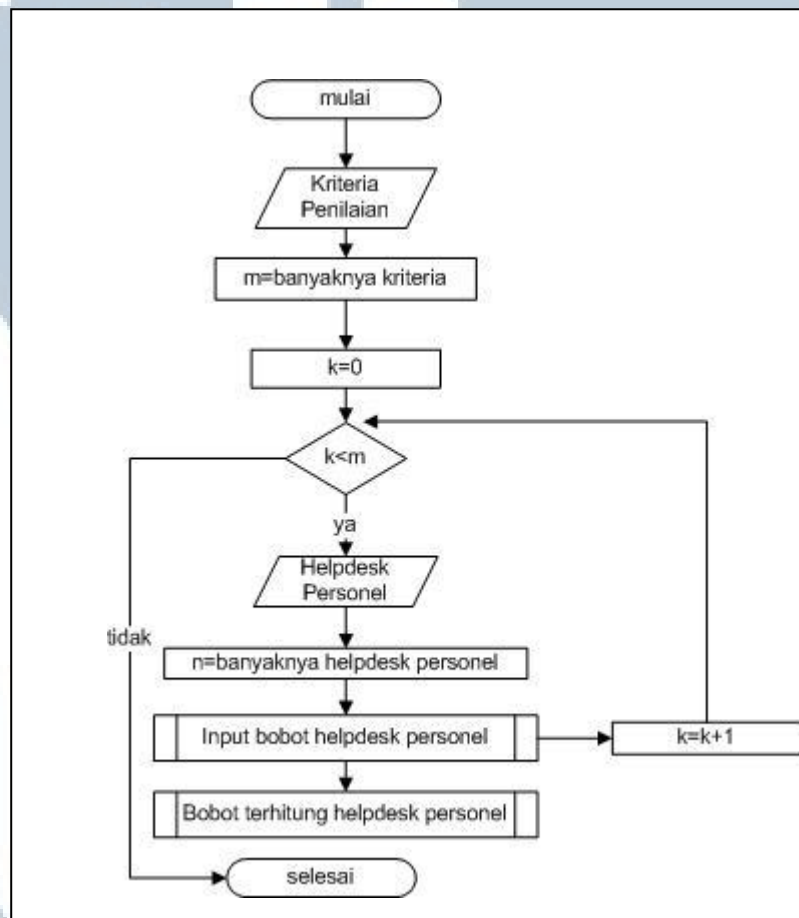 mulai
Kriteria
Penilaian
m=banyaknya kriteria
k=0
k<m
ya
Helpdesk
Personel
tidak
n=banyaknya helpdesk personel
Input bobot helpdesk personel
k=k+1
Bobot terhitung helpdesk personel
selesai